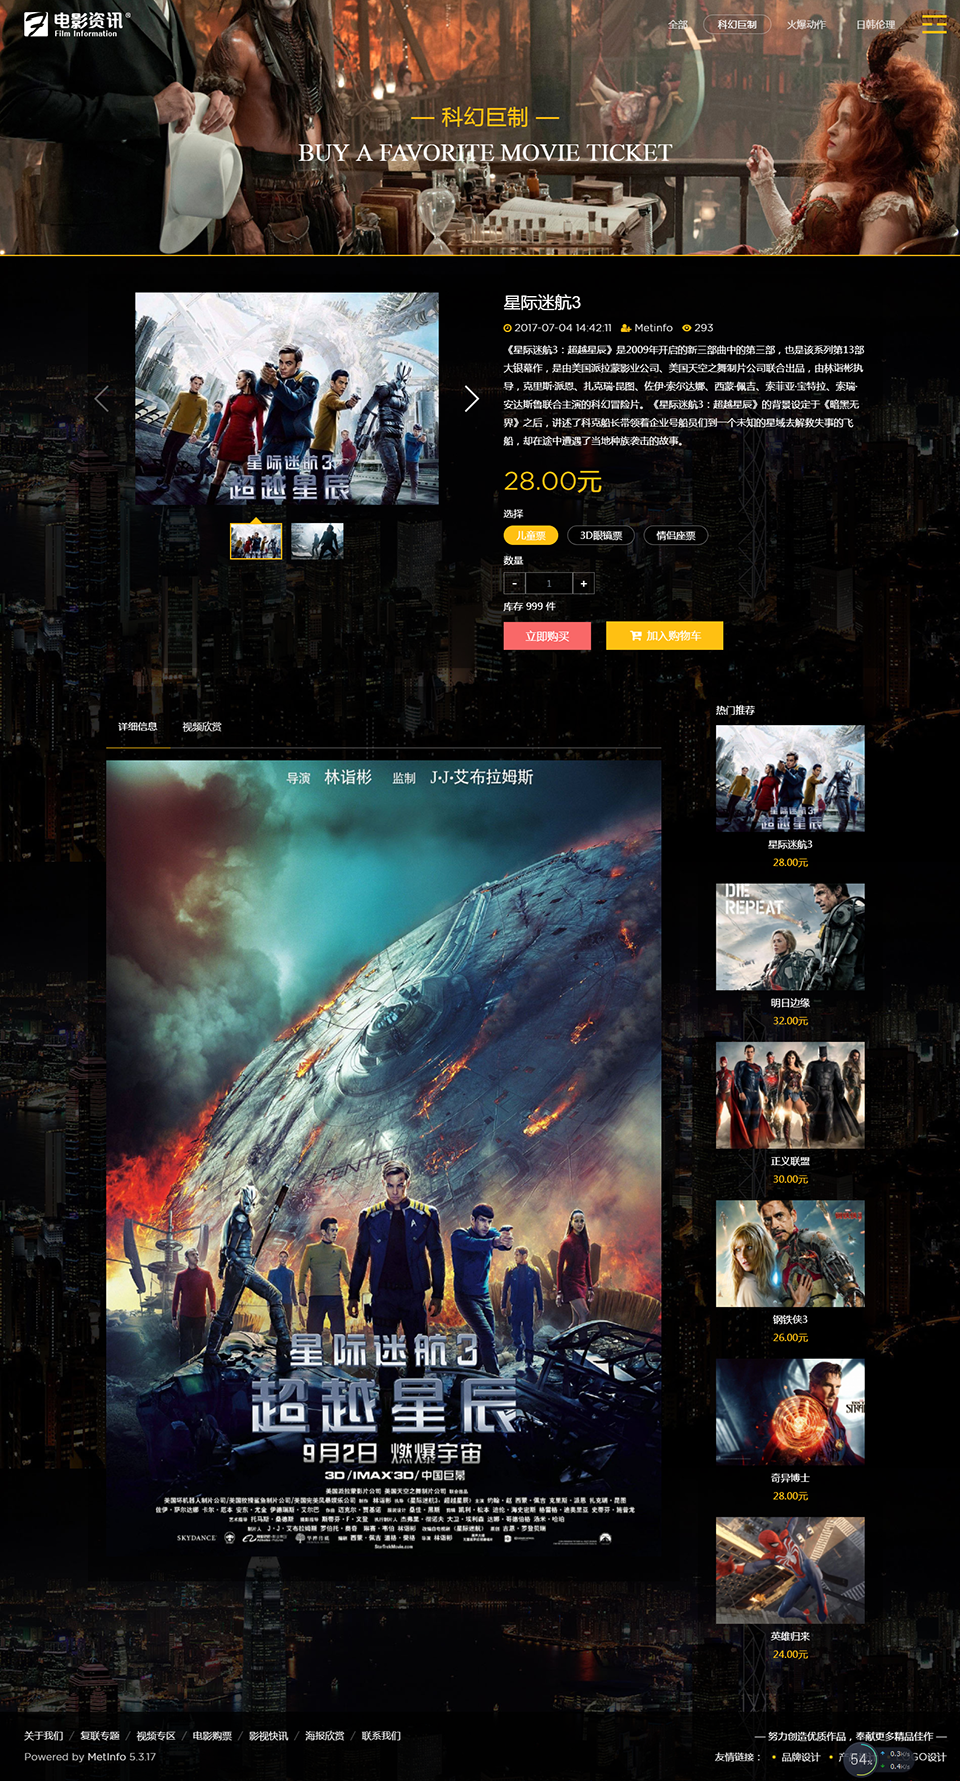 电影资讯®
Film Information
全部 科幻巨制 火爆动作 日韩伦理
— 科幻巨制 —
BUY A FAVORITE MOVIE TICKET
星际迷航3
2017-07-04 14:42:11 Metinfo 293
《星际迷航3：超越星辰》是2009年开启的新三部曲中的第三部，也是该系列第13部
大银幕作，是由美国派拉蒙影业公司、美国天空之舞制片公司联合出品，由林诣彬执
导，克里斯·派恩、扎克瑞·昆图、佐伊·索尔达娜、西蒙·佩吉、索菲亚·宝特拉、索瑞·
安达斯鲁联合主演的科幻冒险片。《星际迷航3：超越星辰》的背景设定于《暗黑无
界》之后，讲述了科克船长带领着企业号船员们到一个未知的星域去解救失事的飞
船，却在途中遭遇了当地种族袭击的故事。
星际迷航3
超越星辰
28.00元
选择
儿童票 3D眼镜票 情侣座票
数量
- 1 +
库存 999 件
立即购买 加入购物车
详细信息 视频欣赏
导演 林诣彬 监制 J·J·艾布拉姆斯
星际迷航3
超越星辰
9月2日 燃爆宇宙
3D/IMAX 3D/中国巨幕
SKYDANCE
StarTrekMovie.com
热门推荐
星际迷航3
超越星辰
星际迷航3
28.00元
DIE
REPEAT
明日边缘
32.00元
正义联盟
30.00元
钢铁侠3
26.00元
奇异博士
28.00元
英雄归来
24.00元
关于我们 / 复联专题 / 视频专区 / 电影购票 / 影视快讯 / 海报欣赏 / 联系我们
Powered by MetInfo 5.3.17
— 努力创造优质作品，奉献更多精品佳作 —
友情链接： 品牌设计 GO设计
54%
0.3K/s
0.4K/s